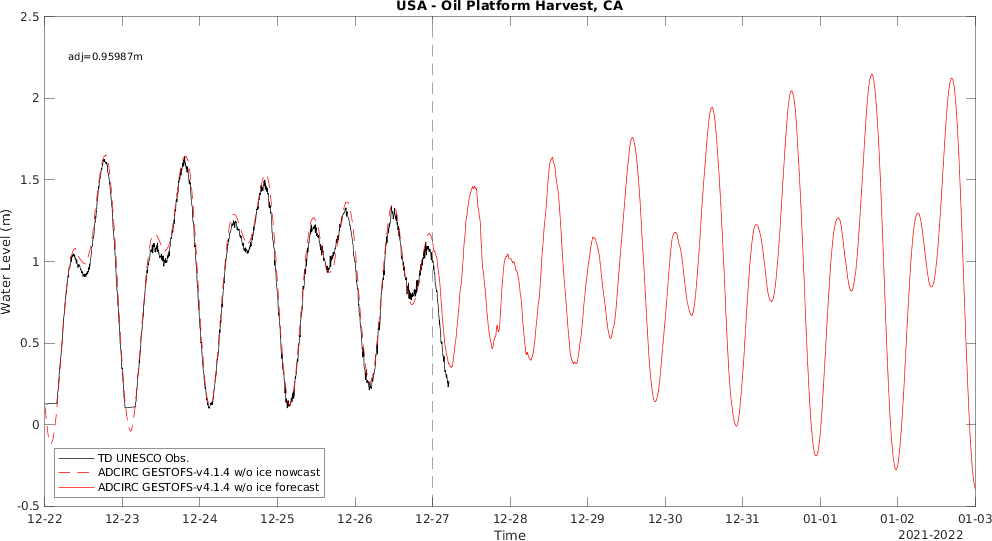 USA - Oil Platform Harvest, CA
adj=0.95987m
2.5
2
1.5
1
0.5
0
-0.5
Water Level (m)
TD UNESCO Obs.
ADCIRC GESTOFS-v4.1.4 w/o ice nowcast
ADCIRC GESTOFS-v4.1.4 w/o ice forecast
12-22 12-23 12-24 12-25 12-26 12-27 12-28 12-29 12-30 12-31 01-01 01-02 01-03
Time
2021-2022